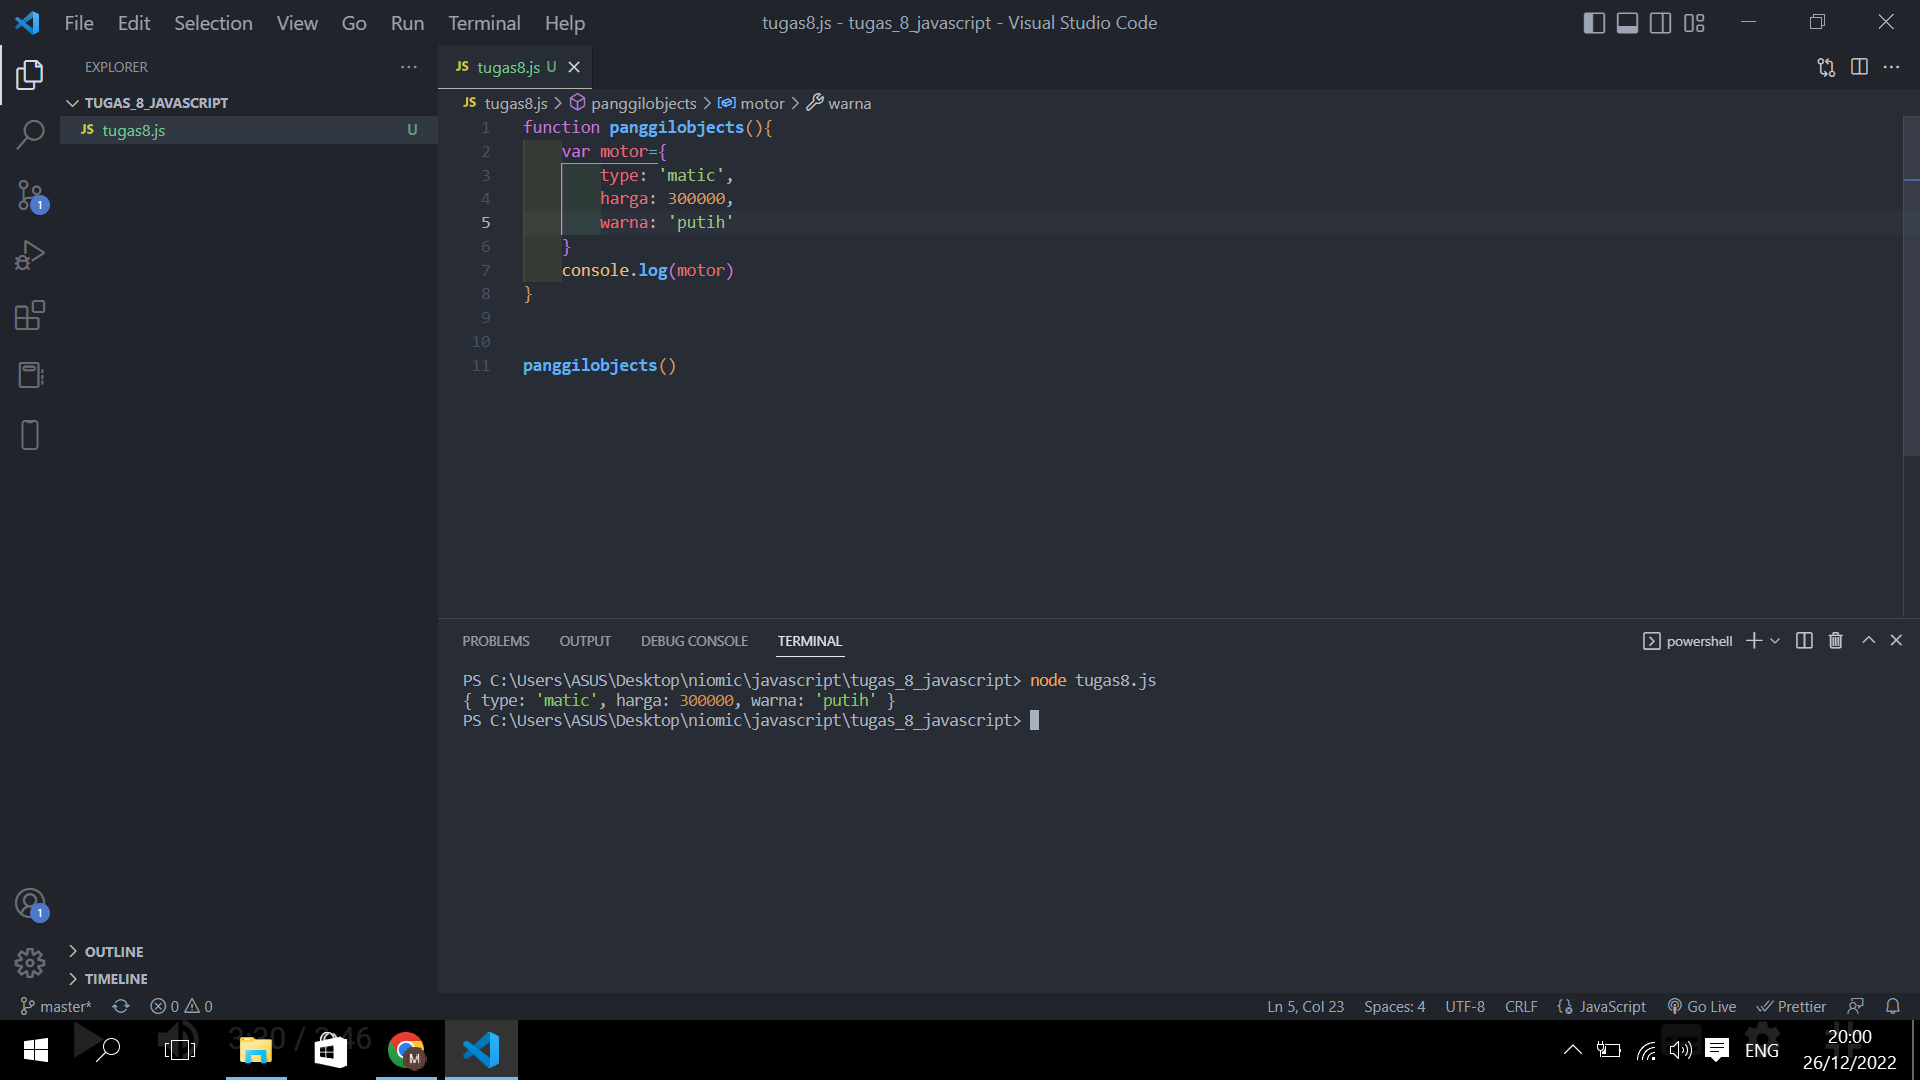 File Edit Selection View Go Run Terminal Help
tugas8.js - tugas_8_javascript - Visual Studio Code
EXPLORER
TUGAS_8_JAVASCRIPT
JS tugas8.js U
JS tugas8.js U
JS tugas8.js > panggilobjects > motor > warna
1 function panggilobjects(){
2 var motor={
3 type: 'matic',
4 harga: 300000,
5 warna: 'putih'
6 }
7 console.log(motor)
8 }
9
10
11 panggilobjects()
1
1
OUTLINE
TIMELINE
PROBLEMS OUTPUT DEBUG CONSOLE TERMINAL
powershell
PS C:\Users\ASUS\Desktop\niomic\javascript\tugas_8_javascript> node tugas8.js
{ type: 'matic', harga: 300000, warna: 'putih' }
PS C:\Users\ASUS\Desktop\niomic\javascript\tugas_8_javascript>
master* 0 0
Ln 5, Col 23 Spaces: 4 UTF-8 CRLF JavaScript Go Live Prettier
3:30 / 3:46
M
ENG
20:00
26/12/2022